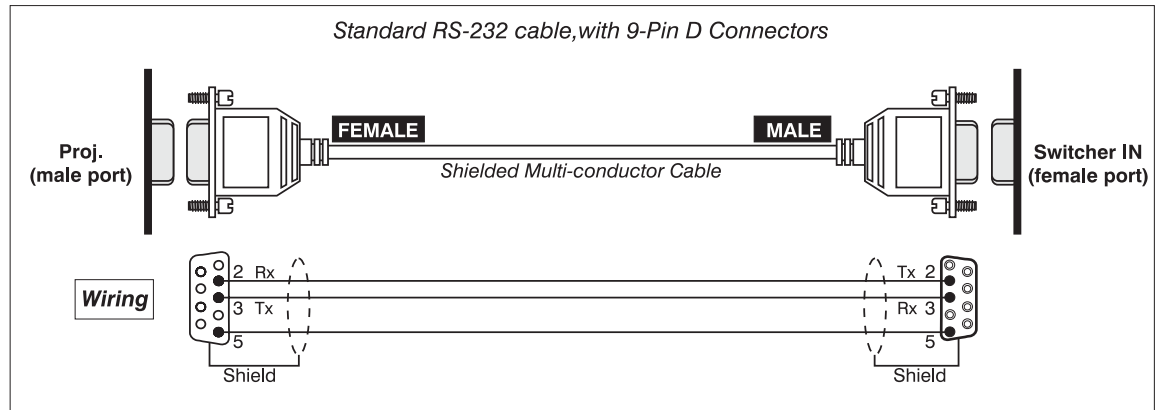 Standard RS-232 cable,with 9-Pin D Connectors
FEMALE
MALE
Proj.
(male port)
Shielded Multi-conductor Cable
Switcher IN
(female port)
Wiring
2 Rx
Tx 2
3 Tx
Rx 3
5
5
Shield
Shield